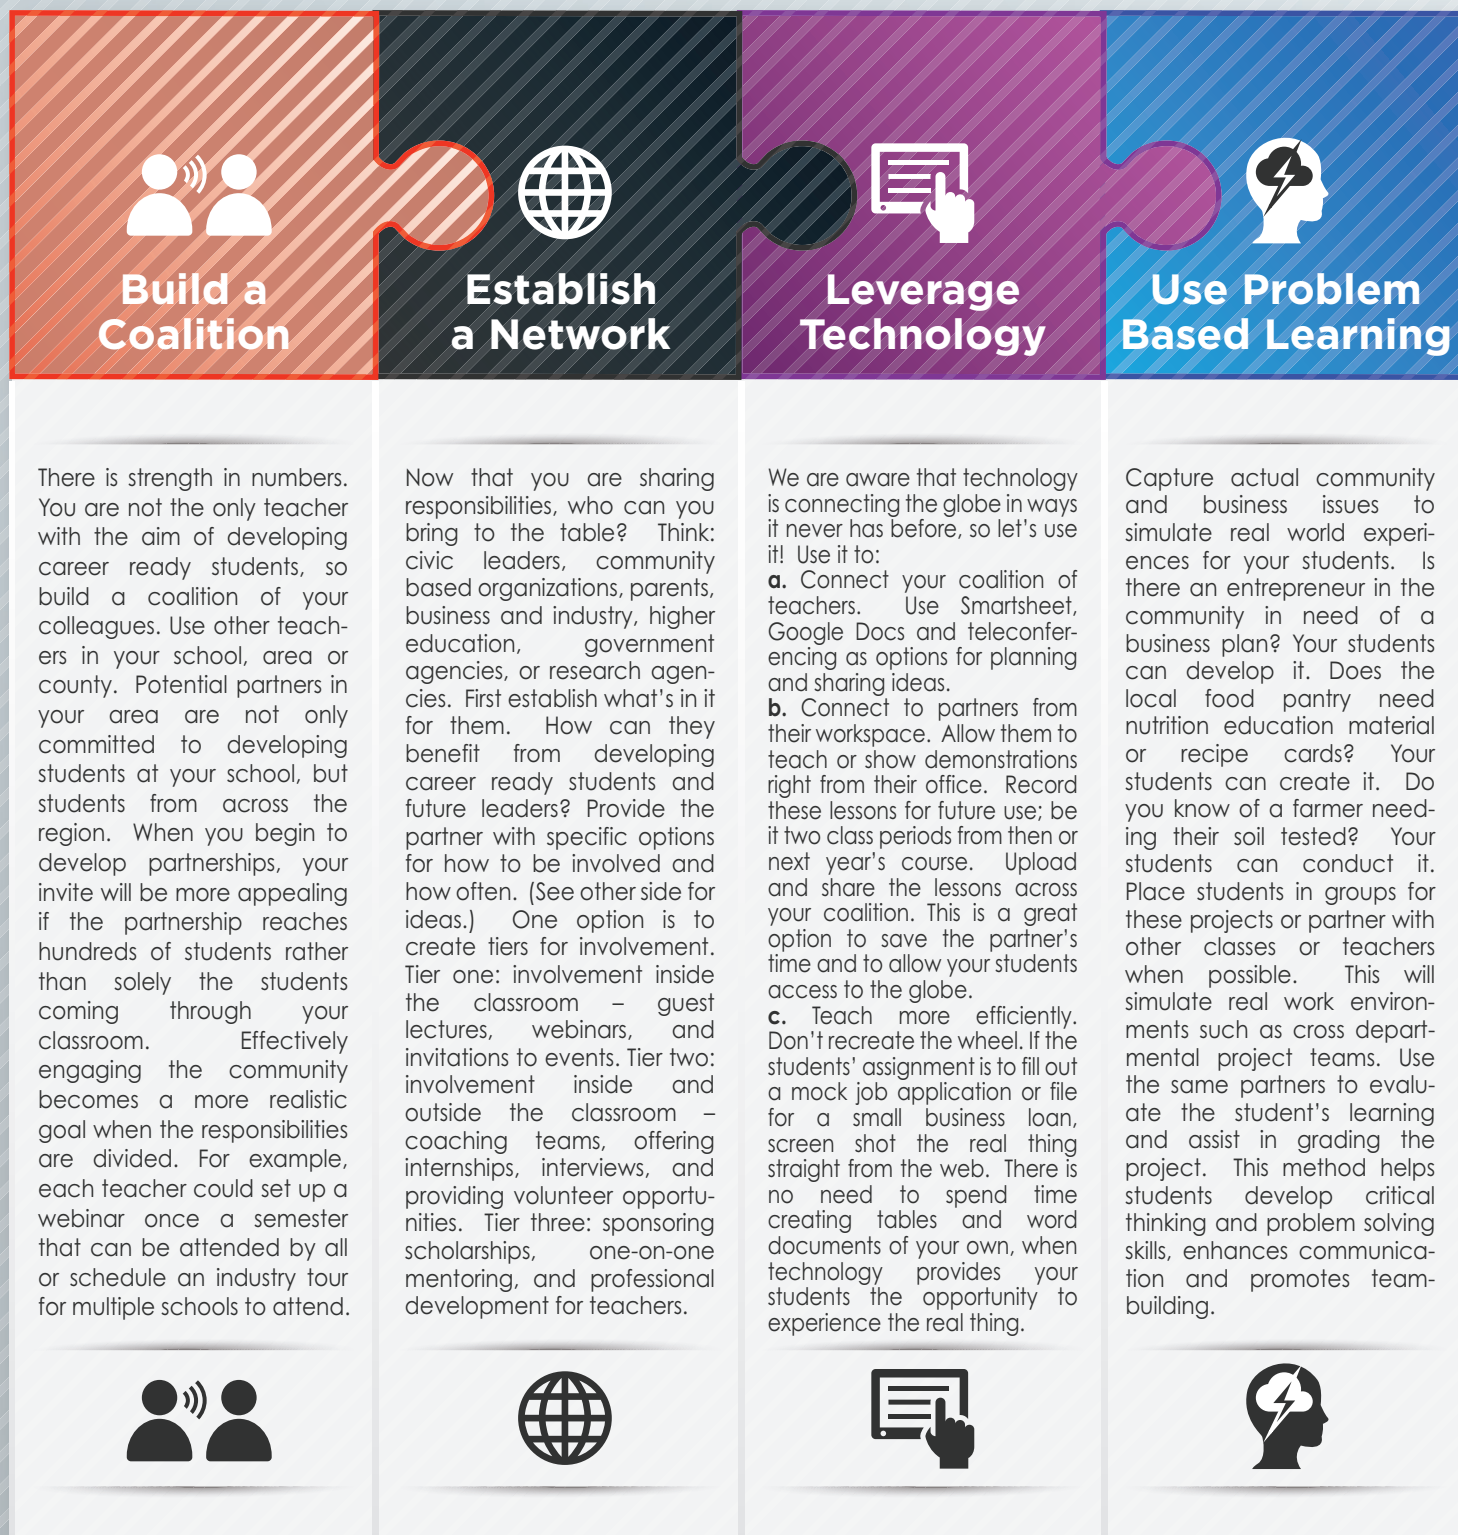 Build a
Coalition
There is strength in numbers.
You are not the only teacher
with the aim of developing
career ready students, so
build a coalition of your
colleagues. Use other teach-
ers in your school, area or
county. Potential partners in
your area are not only
committed to developing
students at your school, but
students from across the
region. When you begin to
develop partnerships, your
invite will be more appealing
if the partnership reaches
hundreds of students rather
than solely the students
coming through your
classroom. Effectively
engaging the community
becomes a more realistic
goal when the responsibilities
are divided. For example,
each teacher could set up a
webinar once a semester
that can be attended by all
or schedule an industry tour
for multiple schools to attend.
Establish
a Network
Now that you are sharing
responsibilities, who can you
bring to the table? Think:
civic leaders, community
based organizations, parents,
business and industry, higher
education, government
agencies, or research agen-
cies. First establish what's in it
for them. How can they
benefit from developing
career ready students and
future leaders? Provide the
partner with specific options
for how to be involved and
how often. (See other side for
ideas.) One option is to
create tiers for involvement.
Tier one: involvement inside
the classroom – guest
lectures, webinars, and
invitations to events. Tier two:
involvement inside and
outside the classroom –
coaching teams, offering
internships, interviews, and
providing volunteer opportu-
nities. Tier three: sponsoring
scholarships, one-on-one
mentoring, and professional
development for teachers.
Leverage
Technology
We are aware that technology
is connecting the globe in ways
it never has before, so let's use
it! Use it to:
a. Connect your coalition of
teachers. Use Smartsheet,
Google Docs and teleconfer-
encing as options for planning
and sharing ideas.
b. Connect to partners from
their workspace. Allow them to
teach or show demonstrations
right from their office. Record
these lessons for future use; be
it two class periods from then or
next year's course. Upload
and share the lessons across
your coalition. This is a great
option to save the partner's
time and to allow your students
access to the globe.
c. Teach more efficiently.
Don't recreate the wheel. If the
students' assignment is to fill out
a mock job application or file
for a small business loan,
screen shot the real thing
straight from the web. There is
no need to spend time
creating tables and word
documents of your own, when
technology provides your
students the opportunity to
experience the real thing.
Use Problem
Based Learning
Capture actual community
and business issues to
simulate real world experi-
ences for your students. Is
there an entrepreneur in the
community in need of a
business plan? Your students
can develop it. Does the
local food pantry need
nutrition education material
or recipe cards? Your
students can create it. Do
you know of a farmer need-
ing their soil tested? Your
students can conduct it.
Place students in groups for
these projects or partner with
other classes or teachers
when possible. This will
simulate real work environ-
ments such as cross depart-
mental project teams. Use
the same partners to evalu-
ate the student's learning
and assist in grading the
project. This method helps
students develop critical
thinking and problem solving
skills, enhances communica-
tion and promotes team-
building.